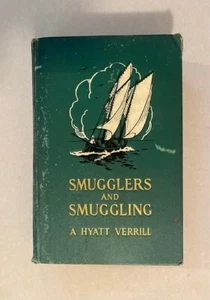 SMUGGLERS
AND
SMUGGLING
A HYATT VERRILL